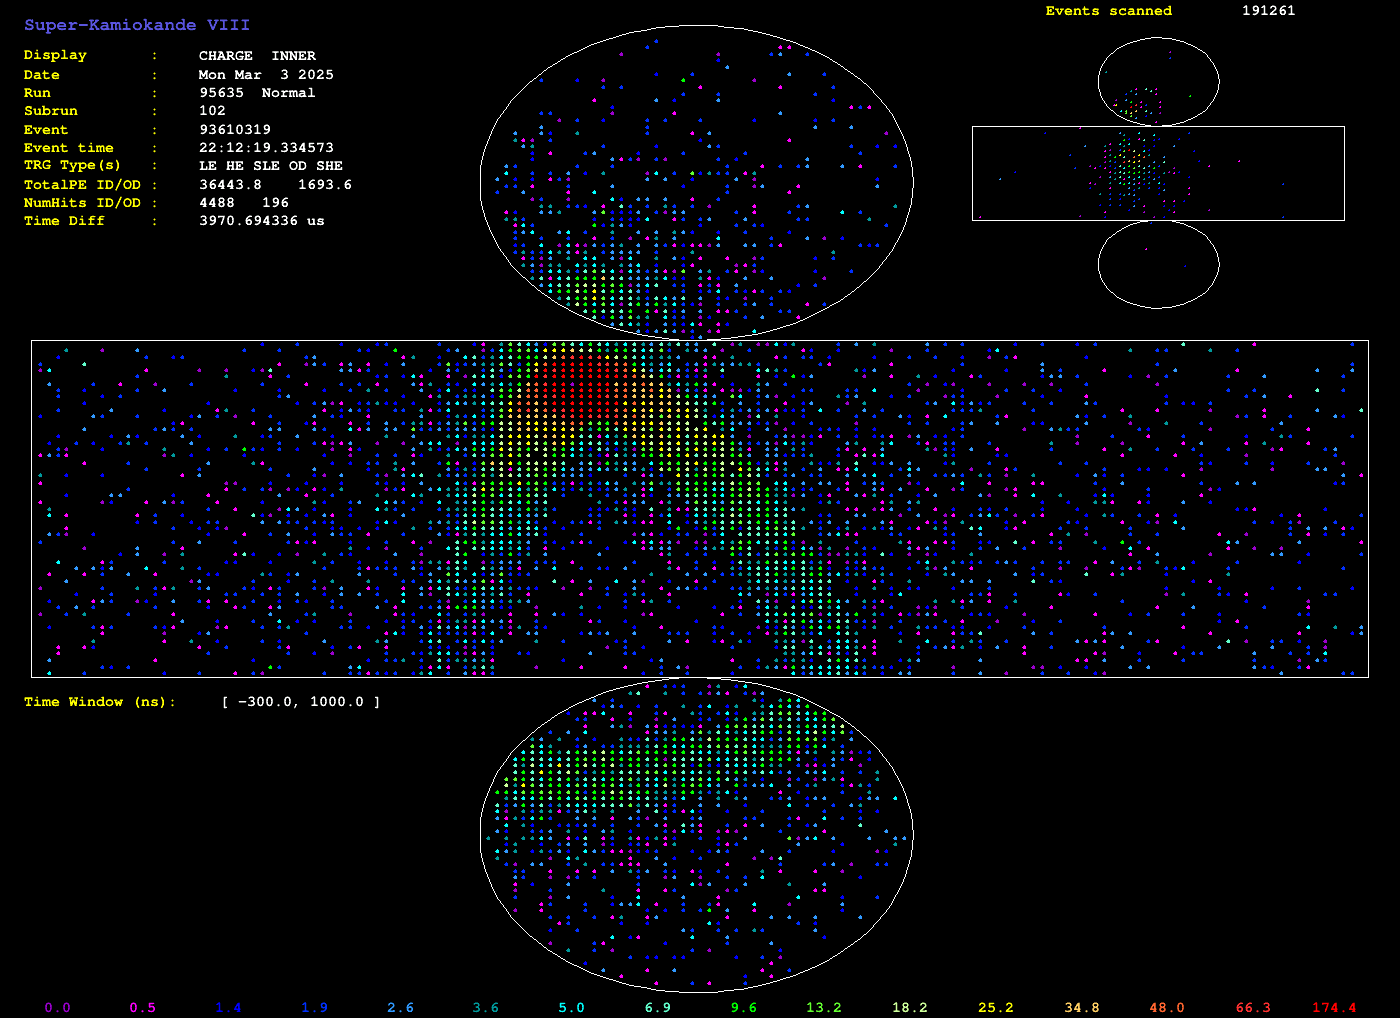 Super-Kamiokande VIII
Display : CHARGE INNER
Date : Mon Mar 3 2025
Run : 95635 Normal
Subrun : 102
Event : 93610319
Event time : 22:12:19.334573
TRG Type(s) : LE HE SLE OD SHE
TotalPE ID/OD : 36443.8 1693.6
NumHits ID/OD : 4488 196
Time Diff : 3970.694336 us
Events scanned 191261
Time Window (ns): [ -300.0, 1000.0 ]
0.0 0.5 1.4 1.9 2.6 3.6 5.0 6.9 9.6 13.2 18.2 25.2 34.8 48.0 66.3 174.4